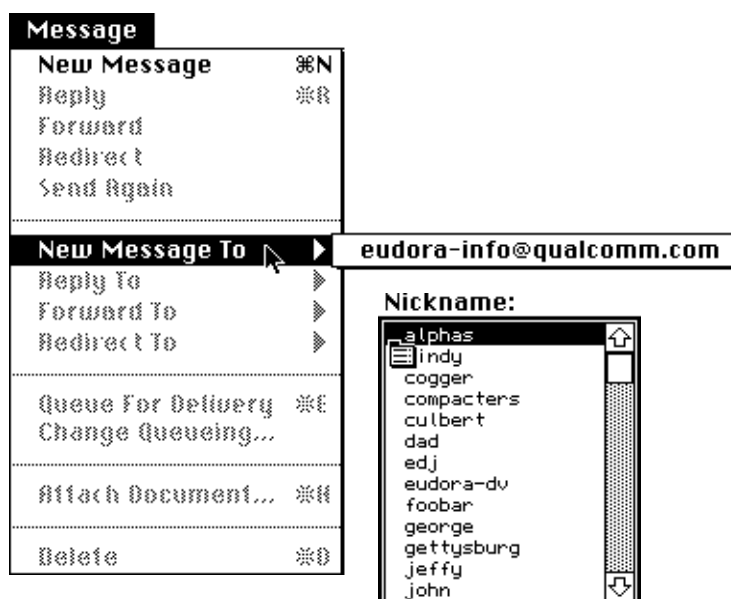 Message
New Message ⌘N
Reply ⌘R
Forward
Redirect
Send Again
New Message To
eudora-info@qualcomm.com
Reply To
Forward To
Redirect To
Queue For Delivery ⌘E
Change Queueing...
Attach Document... ⌘H
Delete ⌘D
Nickname:
alphas
indy
cogger
compacters
culbert
dad
edj
eudora-dv
foobar
george
gettysburg
jeffy
john